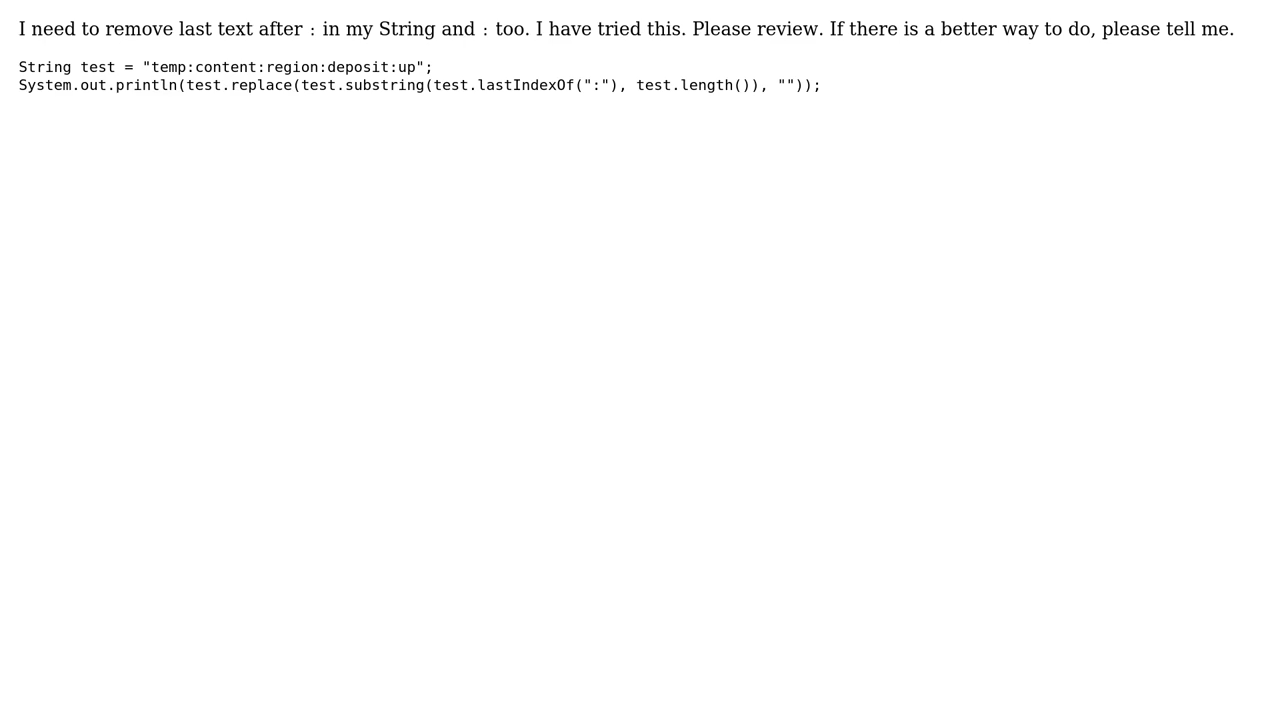 I need to remove last text after : in my String and : too. I have tried this. Please review. If there is a better way to do, please tell me.
String test = "temp:content:region:deposit:up";
System.out.println(test.replace(test.substring(test.lastIndexOf(":"), test.length()), ""));